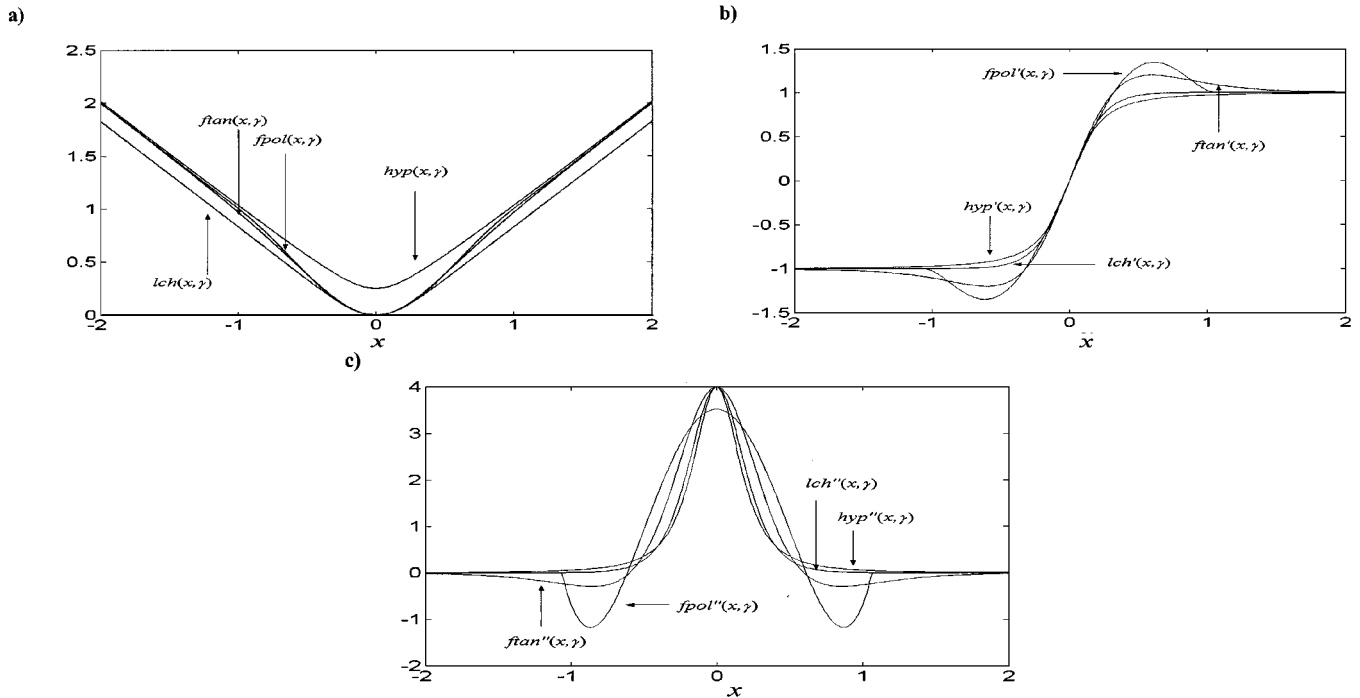 a)
2.5
2
1.5
1
0.5
0
-2
-1
0
1
2
x
ftan(x,γ)
fpol(x,γ)
hyp(x,γ)
lch(x,γ)
b)
1.5
1.0
0.5
0
-0.5
-1.0
-1.5
-2
-1
0
1
2
x
fpol'(x,γ)
ftan'(x,γ)
hyp'(x,γ)
lch'(x,γ)
c)
4
3
2
1
0
-1
-2
-2
-1
0
1
2
x
lch''(x,γ)
hyp''(x,γ)
fpol''(x,γ)
ftan''(x,γ)